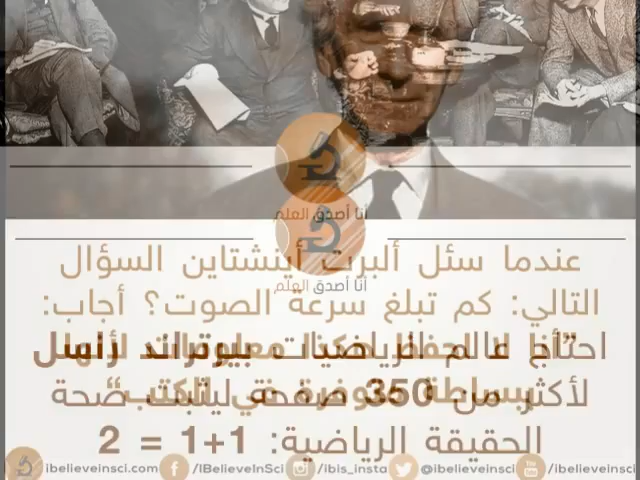 أنا أصدق العلم
أنا أصدق العلم
عندما سئل ألبرت أينشتاين السؤال
التالي: كم تبلغ سرعة الصوت؟ أجاب:
احتاج عالم الرياضيات بيرتراند راسل
لأكثر من 350 صفحة ليثبت صحة
الحقيقة الرياضية: 1+1 = 2
ibelieveinsci.com /IBelieveInSci /ibis_insta @ibelieveinsci /ibelieveinsci